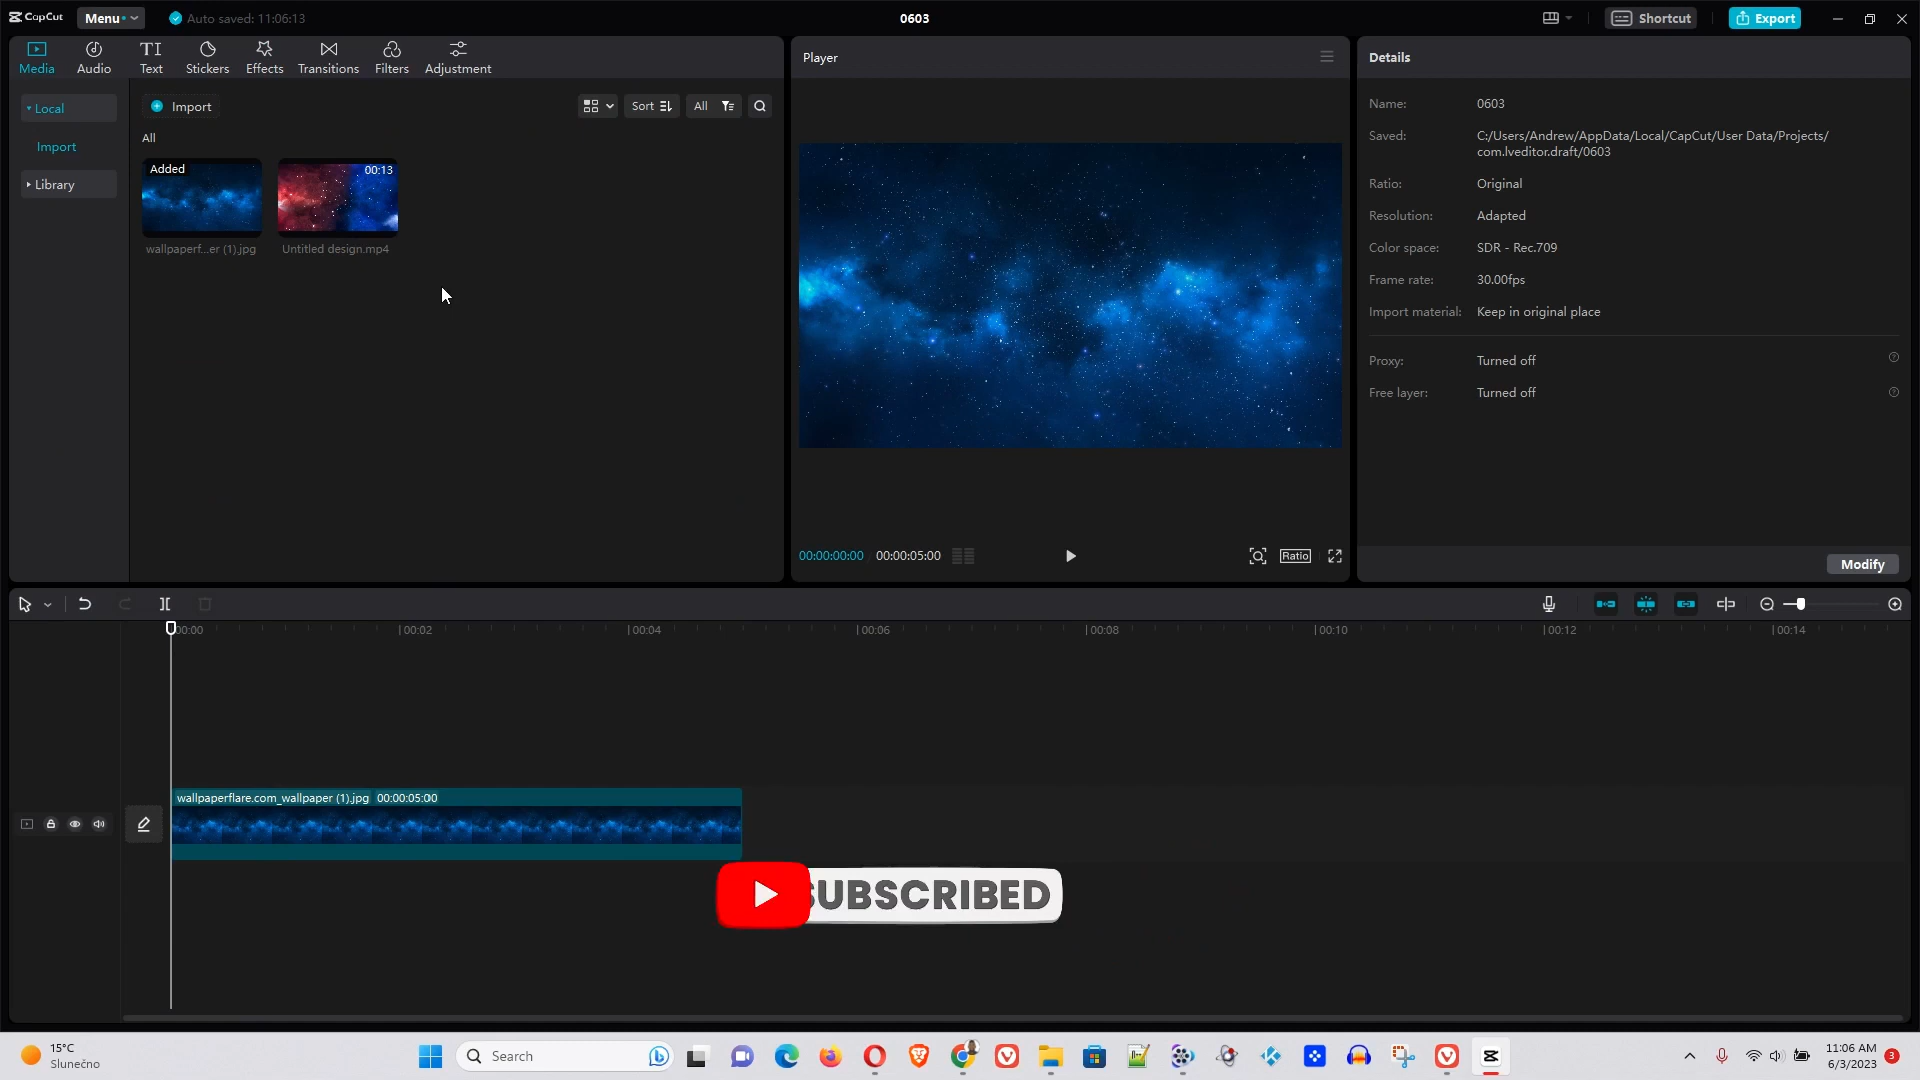 CapCut
Menu
Auto saved: 11:06:13
0603
Shortcut
Export
Media
Audio
Text
Stickers
Effects
Transitions
Filters
Adjustment
Local
Import
Library
Import
Sort
All
All
Added
00:13
wallpaperf...er (1).jpg
Untitled design.mp4
Player
00:00:00:00
00:00:05:00
Ratio
Details
Name: 0603
Saved: C:/Users/Andrew/AppData/Local/CapCut/User Data/Projects/
com.lveditor.draft/0603
Ratio: Original
Resolution: Adapted
Color space: SDR - Rec.709
Frame rate: 30.00fps
Import material: Keep in original place
Proxy: Turned off
Free layer: Turned off
Modify
00:00
00:02
00:04
00:06
00:08
00:10
00:12
00:14
wallpaperflare.com_wallpaper (1).jpg 00:00:05:00
SUBSCRIBED
15°C
Slunečno
Search
11:06 AM
6/3/2023
3